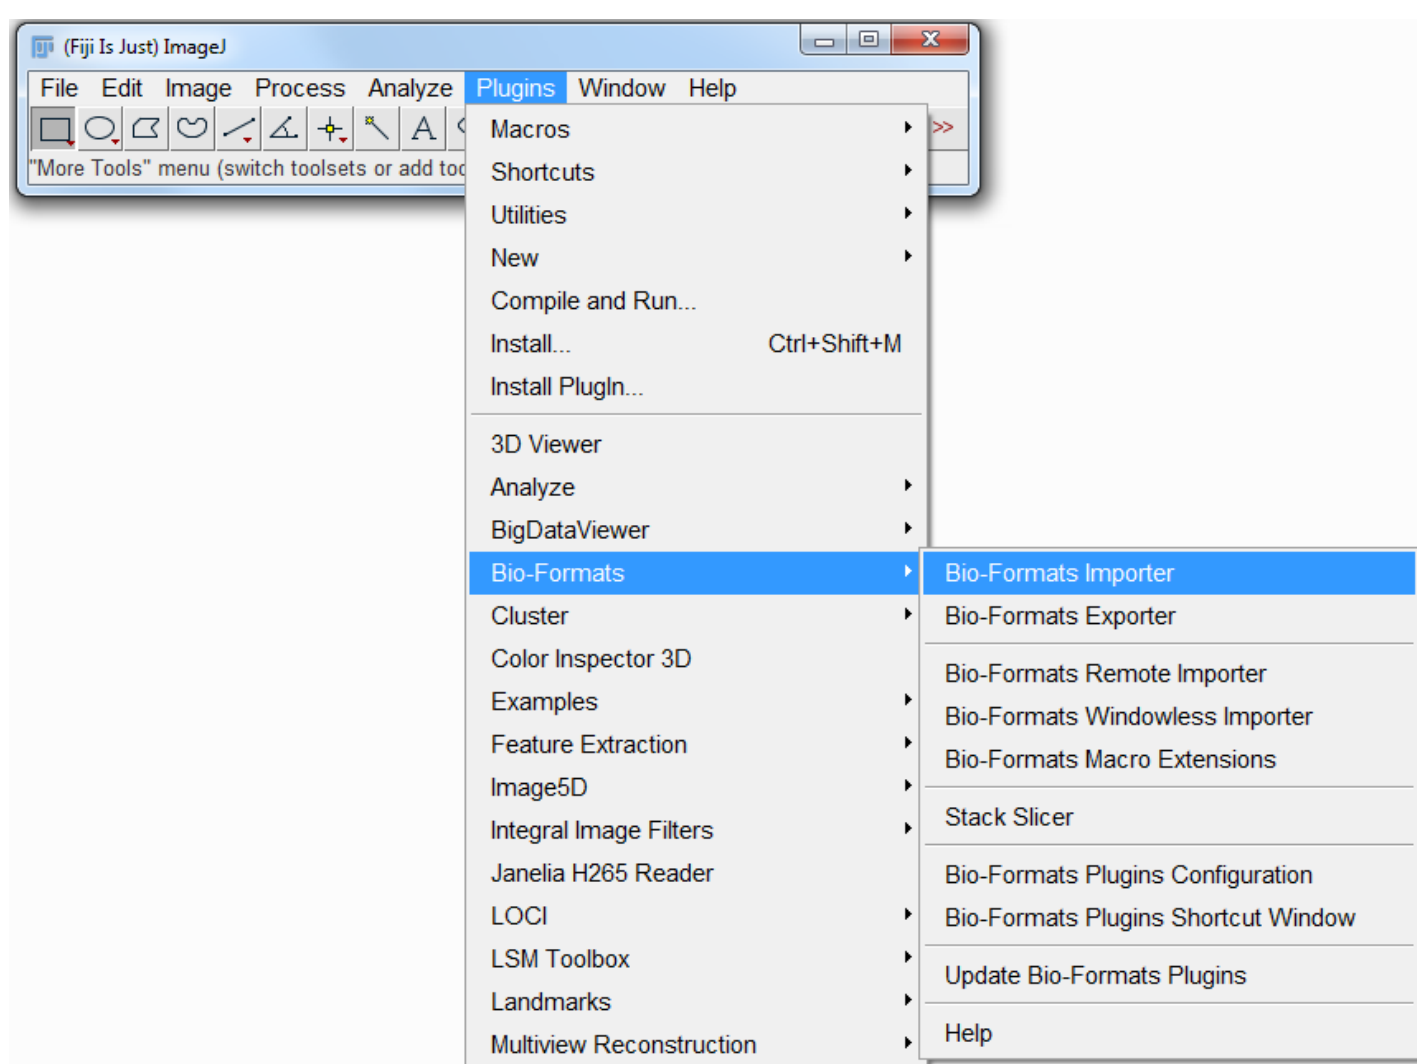 (Fiji Is Just) ImageJ
File Edit Image Process Analyze Plugins Window Help
A >>
"More Tools" menu (switch toolsets or add too
Macros
Shortcuts
Utilities
New
Compile and Run...
Install... Ctrl+Shift+M
Install PlugIn...
3D Viewer
Analyze
BigDataViewer
Bio-Formats
Cluster
Color Inspector 3D
Examples
Feature Extraction
Image5D
Integral Image Filters
Janelia H265 Reader
LOCI
LSM Toolbox
Landmarks
Multiview Reconstruction
Bio-Formats Importer
Bio-Formats Exporter
Bio-Formats Remote Importer
Bio-Formats Windowless Importer
Bio-Formats Macro Extensions
Stack Slicer
Bio-Formats Plugins Configuration
Bio-Formats Plugins Shortcut Window
Update Bio-Formats Plugins
Help